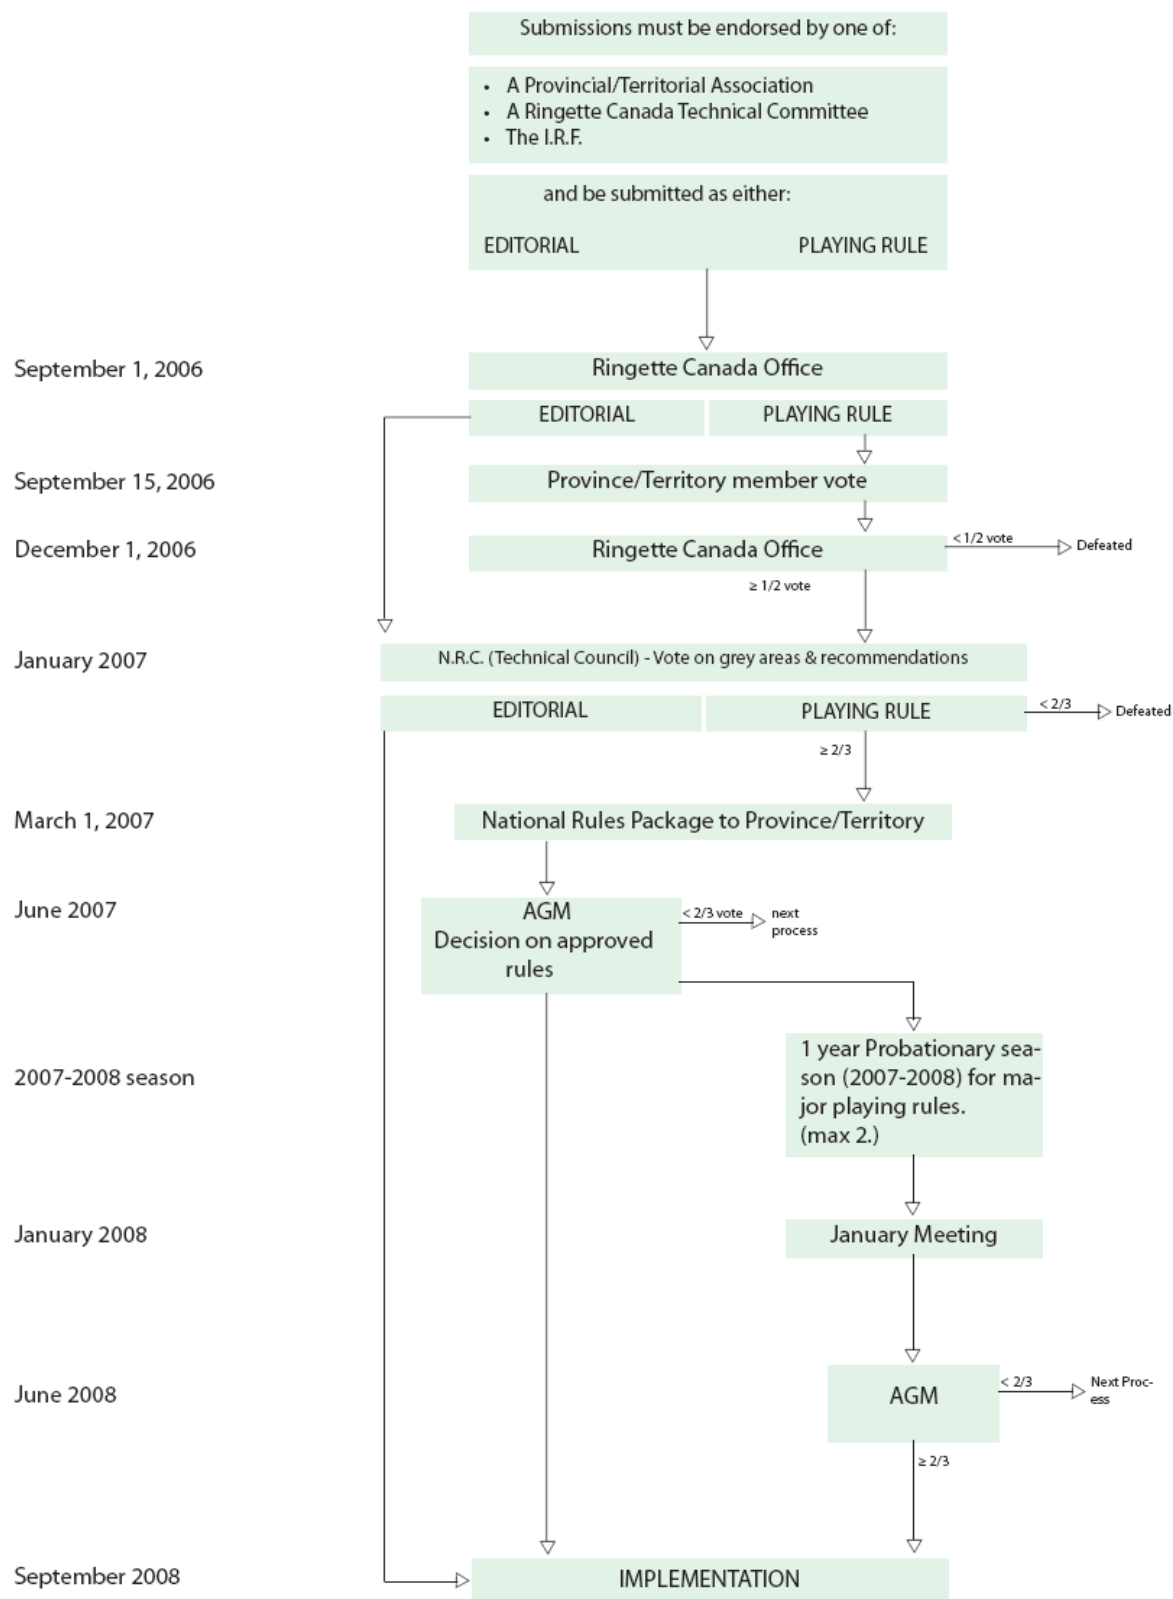 Submissions must be endorsed by one of:
• A Provincial/Territorial Association
• A Ringette Canada Technical Committee
• The I.R.F.
and be submitted as either:
EDITORIAL PLAYING RULE
September 1, 2006 Ringette Canada Office
EDITORIAL PLAYING RULE
September 15, 2006 Province/Territory member vote
December 1, 2006 Ringette Canada Office < 1/2 vote Defeated
≥ 1/2 vote
January 2007 N.R.C. (Technical Council) - Vote on grey areas & recommendations
EDITORIAL PLAYING RULE < 2/3 Defeated
≥ 2/3
March 1, 2007 National Rules Package to Province/Territory
June 2007 AGM < 2/3 vote next
process
Decision on approved
rules
1 year Probationary sea-
2007-2008 season son (2007-2008) for ma-
jor playing rules.
(max 2.)
January 2008 January Meeting
June 2008 AGM < 2/3 Next Proc-
ess
≥ 2/3
September 2008 IMPLEMENTATION